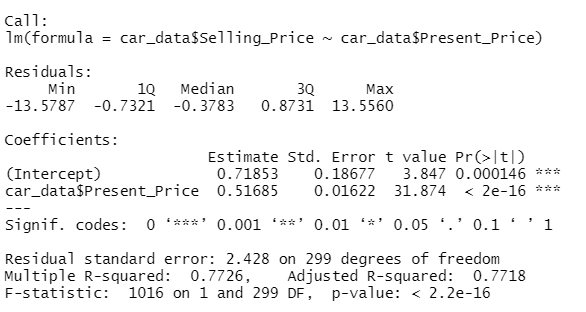 Call:
lm(formula = car_data$Selling_Price ~ car_data$Present_Price)
Residuals:
Min 1Q Median 3Q Max
-13.5787 -0.7321 -0.3783 0.8731 13.5560
Coefficients:
Estimate Std. Error t value Pr(>|t|)
(Intercept) 0.71853 0.18677 3.847 0.000146 ***
car_data$Present_Price 0.51685 0.01622 31.874 < 2e-16 ***
---
Signif. codes: 0 ‘***’ 0.001 ‘**’ 0.01 ‘*’ 0.05 ‘.’ 0.1 ‘ ’ 1
Residual standard error: 2.428 on 299 degrees of freedom
Multiple R-squared: 0.7726, Adjusted R-squared: 0.7718
F-statistic: 1016 on 1 and 299 DF, p-value: < 2.2e-16